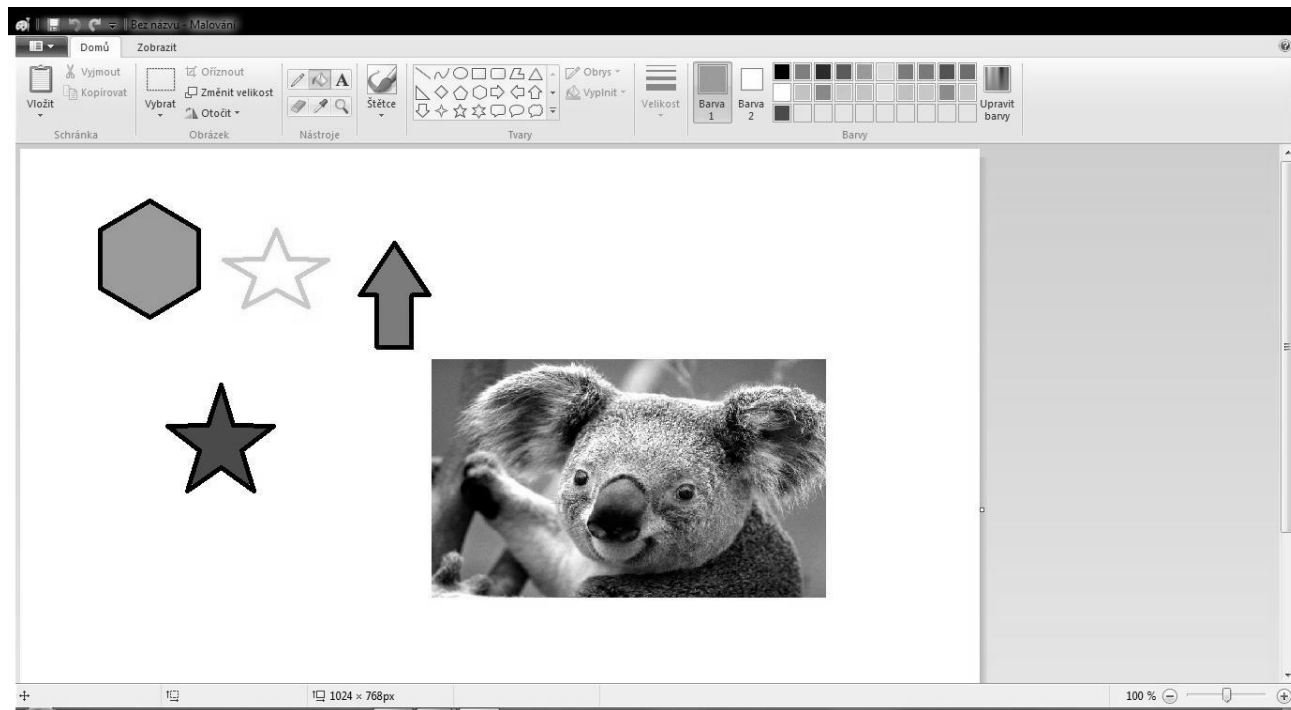 Bez názvu - Malování
Domů Zobrazit
Vložit
Vyjmout
Kopírovat
Schránka
Vybrat
Oříznout
Změnit velikost
Otočit
Obrázek
A
Nástroje
Štětce
Obrys
Vyplnit
Tvary
Velikost
Barva
1
Barva
2
Upravit
barvy
Barvy
1024 × 768px
100 %